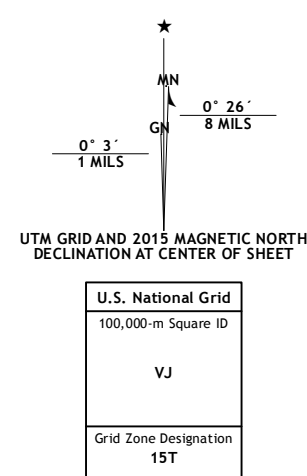 ★
MN
0° 26´
8 MILS
GN
0° 3´
1 MILS
UTM GRID AND 2015 MAGNETIC NORTH
DECLINATION AT CENTER OF SHEET
U.S. National Grid
100,000-m Square ID
VJ
Grid Zone Designation
15T